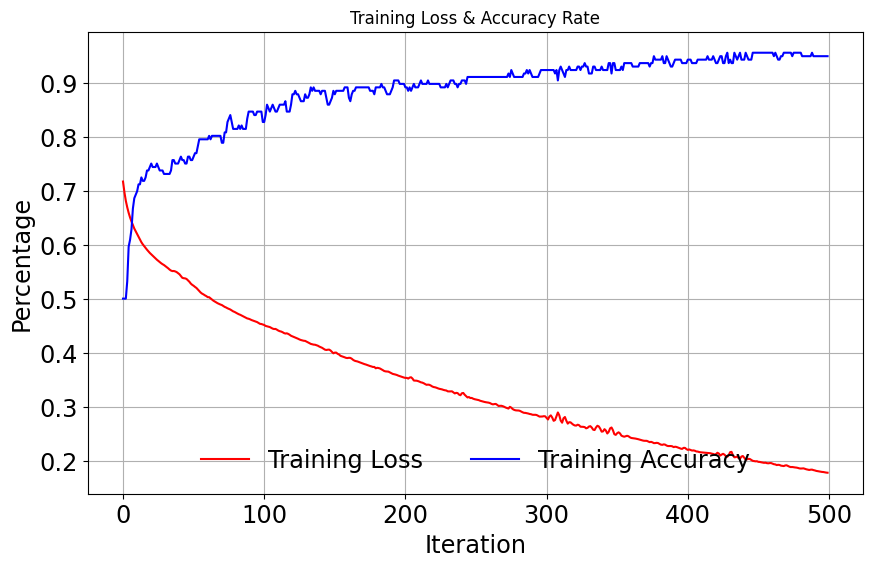 Training Loss & Accuracy Rate
Percentage
0.9
0.8
0.7
0.6
0.5
0.4
0.3
0.2
Training Loss Training Accuracy
0 100 200 300 400 500
Iteration